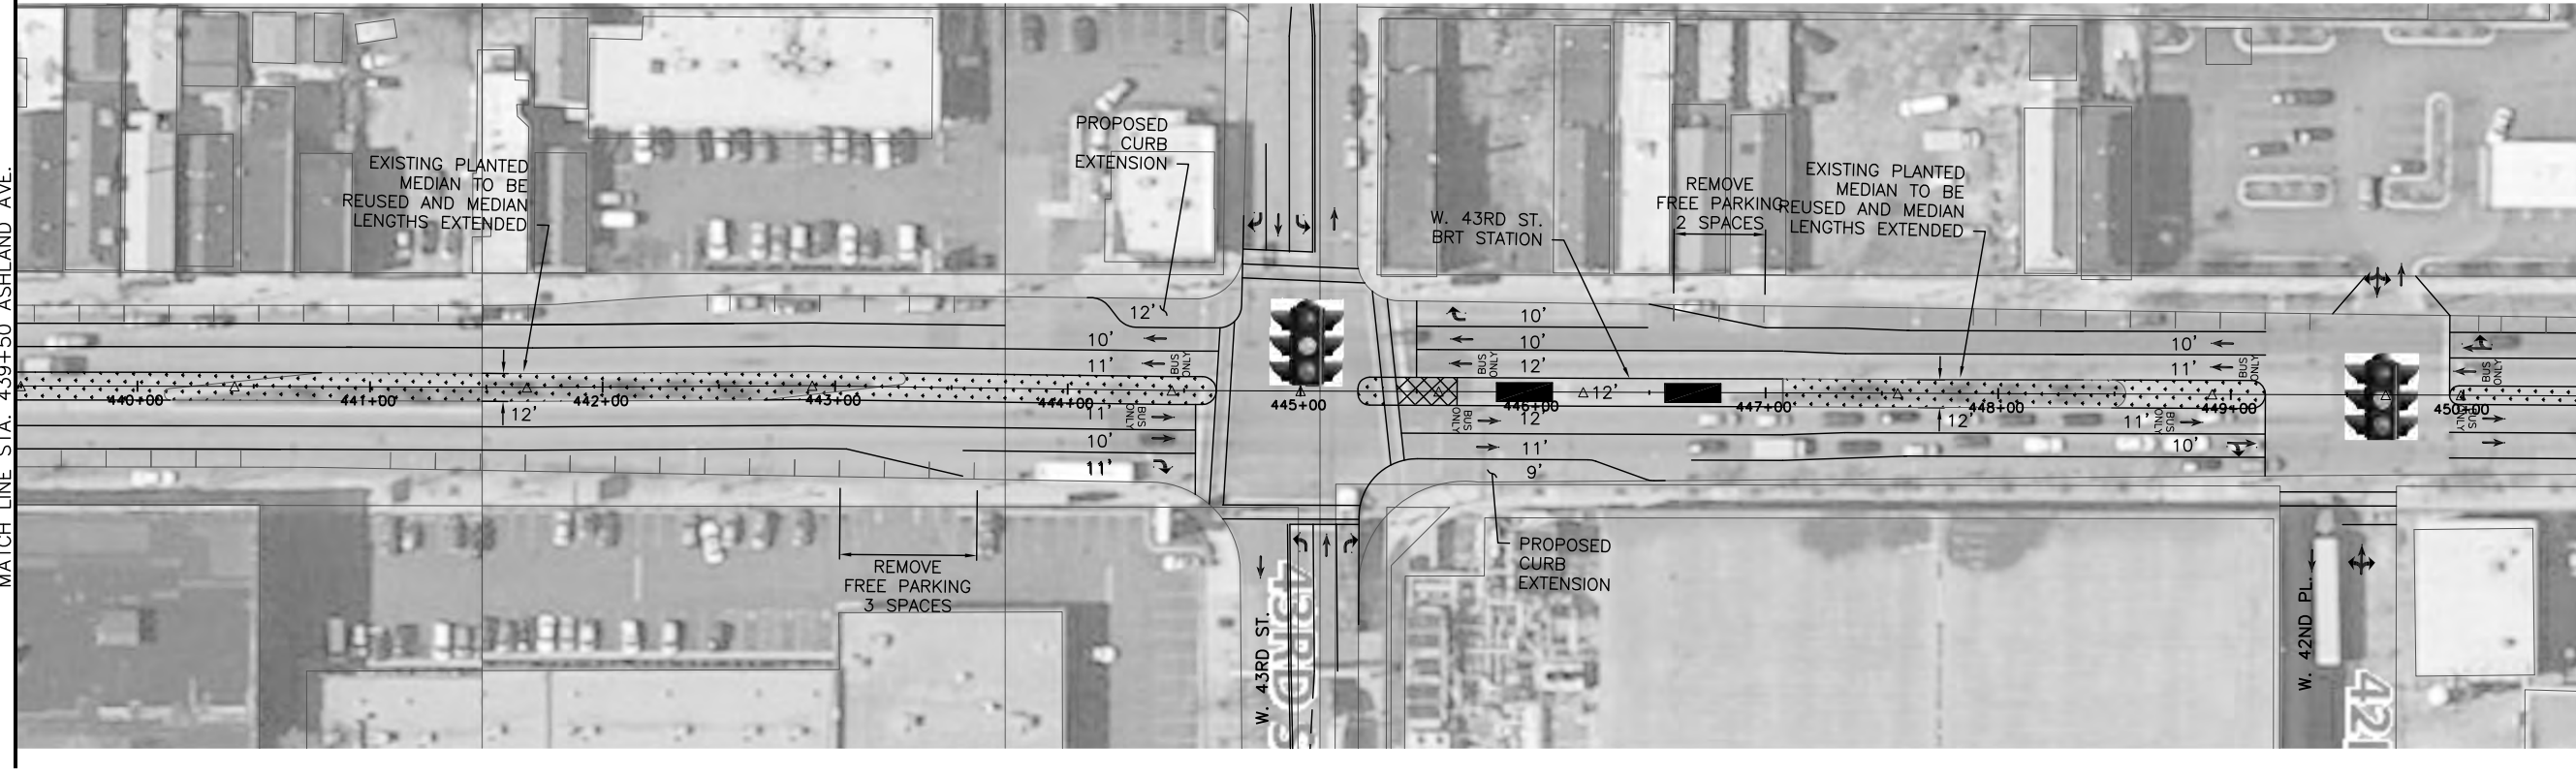 MATCH LINE STA. 439+50 ASHLAND AVE.
EXISTING PLANTED
MEDIAN TO BE
REUSED AND MEDIAN
LENGTHS EXTENDED
PROPOSED
CURB
EXTENSION
W. 43RD ST.
BRT STATION
REMOVE
FREE PARKING
2 SPACES
EXISTING PLANTED
MEDIAN TO BE
REUSED AND MEDIAN
LENGTHS EXTENDED
12'
10'
11'
BUS
ONLY
10'
10'
12'
BUS
ONLY
10'
11'
BUS
ONLY
BUS
ONLY
440+00
441+00
442+00
443+00
444+00
445+00
446+00
447+00
448+00
449+00
450+00
12'
12'
11'
BUS
ONLY
10'
11'
BUS
ONLY
12'
11'
9'
12'
11'
BUS
ONLY
10'
BUS
ONLY
REMOVE
FREE PARKING
3 SPACES
PROPOSED
CURB
EXTENSION
W. 43RD ST.
43RD S
W. 42ND PL.
42